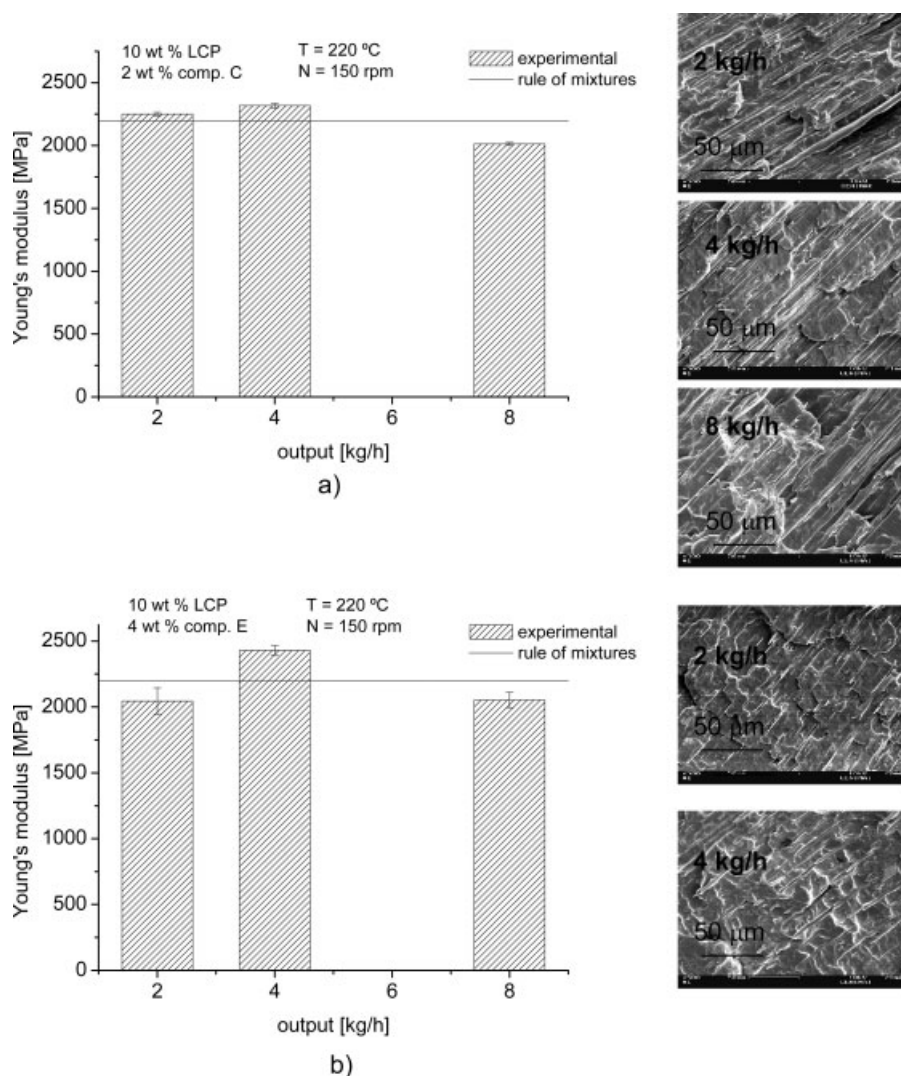 10 wt % LCP T = 220 ºC
2 wt % comp. C N = 150 rpm
experimental
rule of mixtures
2500
2000
1500
1000
500
0
Young's modulus [MPa]
2 4 6 8
output [kg/h]
a)
2 kg/h
50 μm
4 kg/h
50 μm
8 kg/h
50 μm
10 wt % LCP T = 220 ºC
4 wt % comp. E N = 150 rpm
experimental
rule of mixtures
2500
2000
1500
1000
500
0
Young's modulus [MPa]
2 4 6 8
output [kg/h]
b)
2 kg/h
50 μm
4 kg/h
50 μm